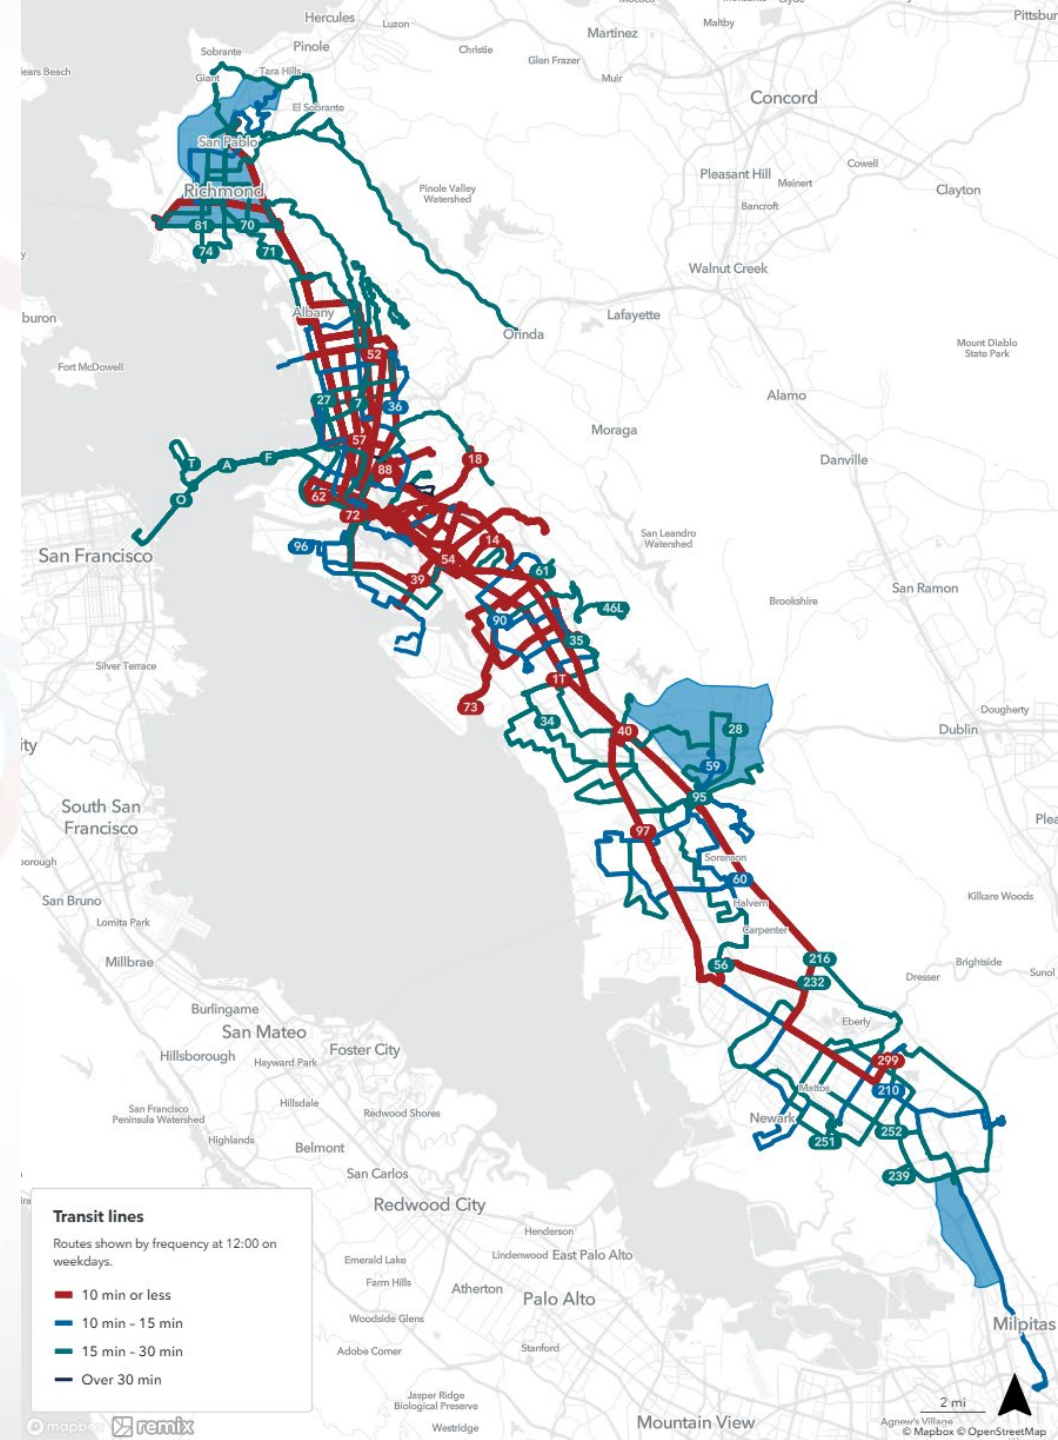 Hercules
Luzon
Maltby
Pittsbur
Martinez
Pinole
Sobrante
Christie
Glen Frazer
lears Beach
Giant
Tara Hills
Muir
Concord
El Sobrante
San Pablo
Cowell
Pleasant Hill
Meinert
Clayton
Richmond
Pinole Valley
Watershed
Bancroft
81
70
74
71
Walnut Creek
buron
Albany
Lafayette
Orinda
Mount Diablo
State Park
52
Fort McDowell
Alamo
27
7
36
Moraga
57
T
A
F
18
88
Danville
O
62
72
San Leandro
Watershed
San Francisco
96
14
54
61
39
San Ramon
46L
Brookshire
90
35
Silver Terrace
1T
73
34
Dougherty
28
40
Dublin
ity
59
95
South San
Francisco
97
Plea
orough
Sorenson
60
San Bruno
Halvern
Kilkare Woods
Lomita Park
Carpenter
Millbrae
56
216
Brightside
Sunol
Dresser
232
Burlingame
Eberly
San Mateo
Foster City
Hillsborough
Hayward Park
299
Mattos
210
San Francisco
Peninsula Watershed
Hillsdale
Redwood Shores
Newark
Highlands
252
251
Belmont
San Carlos
239
Redwood City
Transit lines
Routes shown by frequency at 12:00 on
weekdays.
10 min or less
10 min - 15 min
15 min - 30 min
Over 30 min
Henderson
Lindenwood
East Palo Alto
Emerald Lake
Farm Hills
Atherton
Palo Alto
Woodside Glens
Milpitas
Adobe Corner
Stanford
Jasper Ridge
Biological Preserve
2 mi
Westridge
Mountain View
Agnew's Village
mapbox
remix
© Mapbox © OpenStreetMap